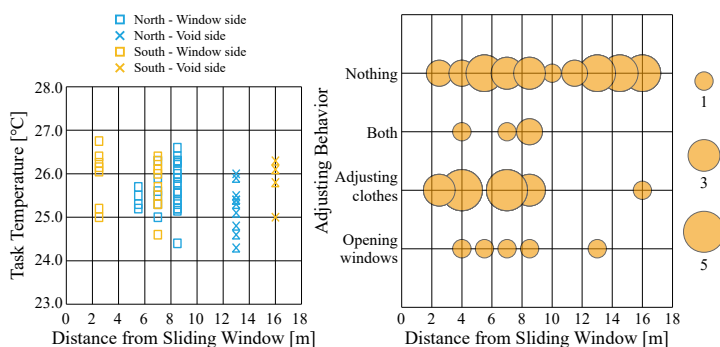 North - Window side
North - Void side
South - Window side
South - Void side
Task Temperature [℃]
28.0
27.0
26.0
25.0
24.0
23.0
0 2 4 6 8 10 12 14 16 18
Distance from Sliding Window [m]
Adjusting Behavior
Nothing
Both
Adjusting
clothes
Opening
windows
0 2 4 6 8 10 12 14 16 18
Distance from Sliding Window [m]
1
3
5